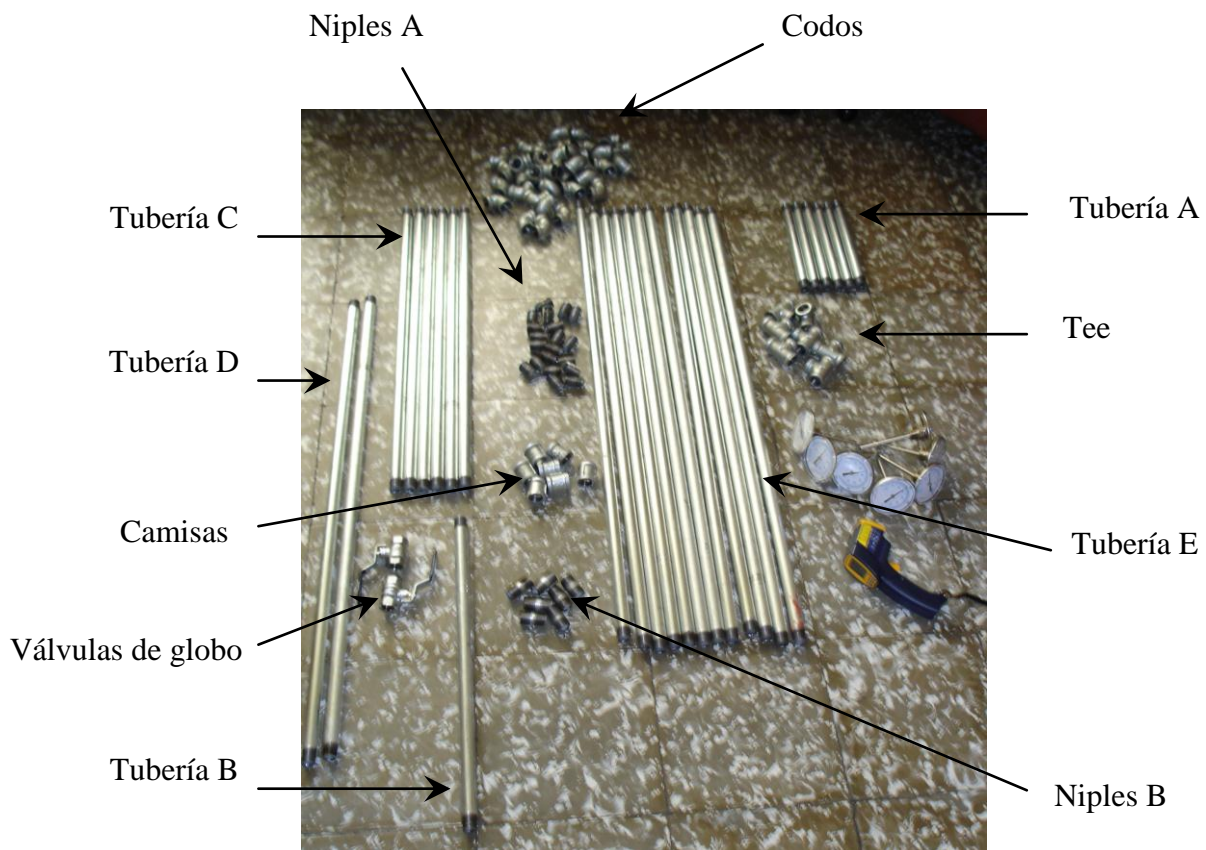 Niples A
Codos
Tubería C
Tubería A
Tubería D
Tee
Camisas
Tubería E
Válvulas de globo
Tubería B
Niples B